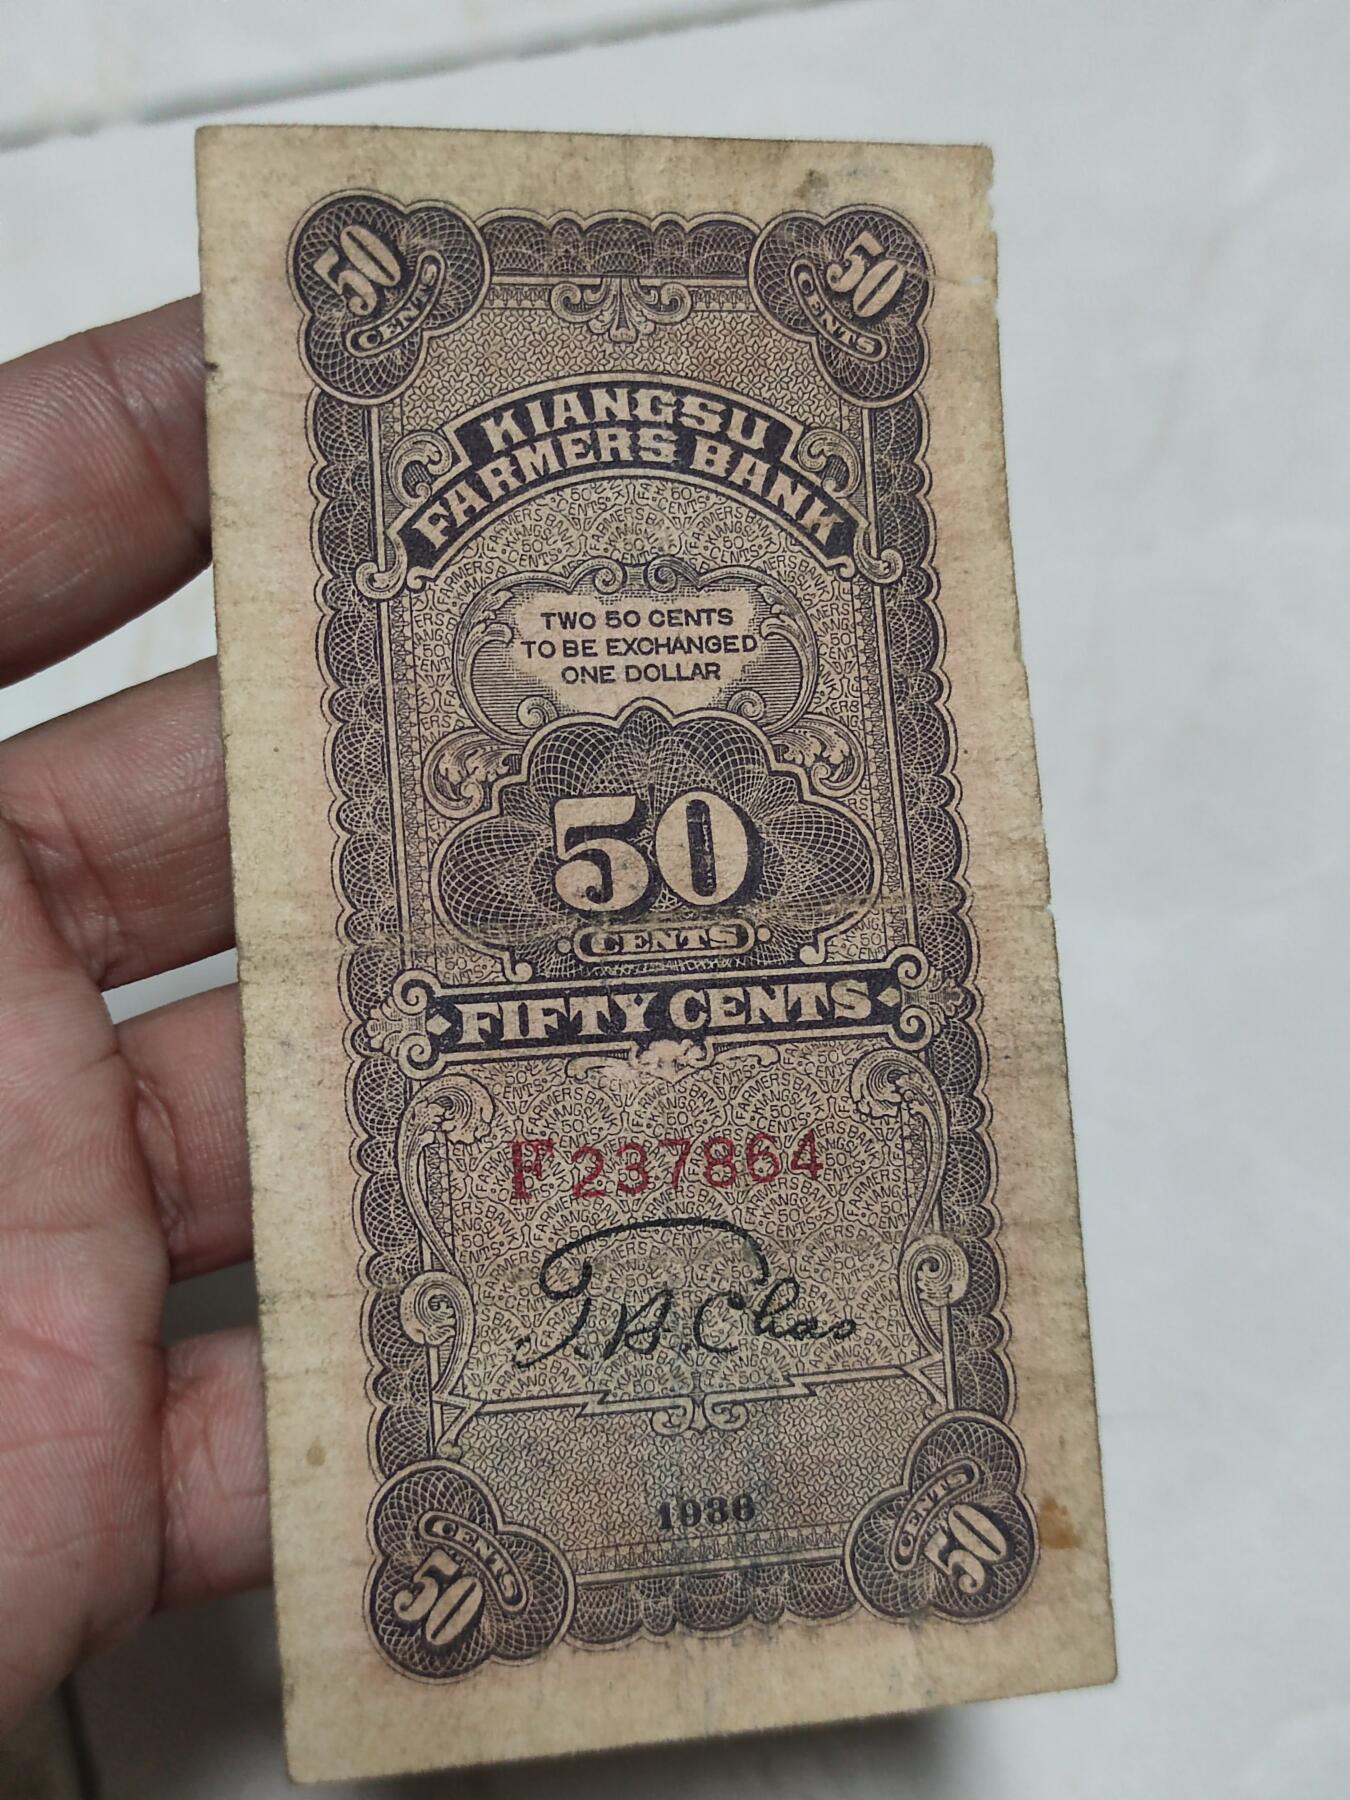 50 CENTS
50 CENTS
KIANGSU
FARMERS BANK
TWO 50 CENTS
TO BE EXCHANGED
ONE DOLLAR
50
CENTS
FIFTY CENTS
F237864
T.B.Chao
1936
50 CENTS
50 CENTS